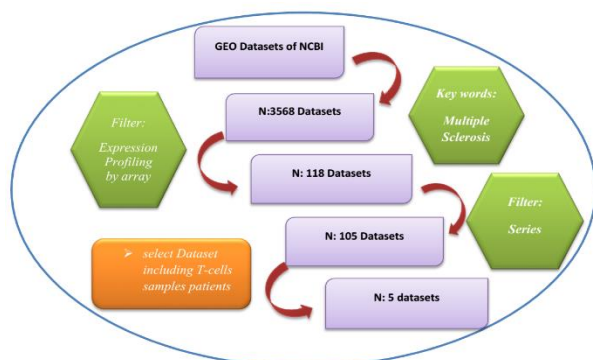 GEO Datasets of NCBI
Key words:
Multiple
Sclerosis
N:3568 Datasets
Filter:
Expression
Profiling
by array
N: 118 Datasets
Filter:
Series
N: 105 Datasets
➢ select Dataset
including T-cells
samples patients
N: 5 datasets